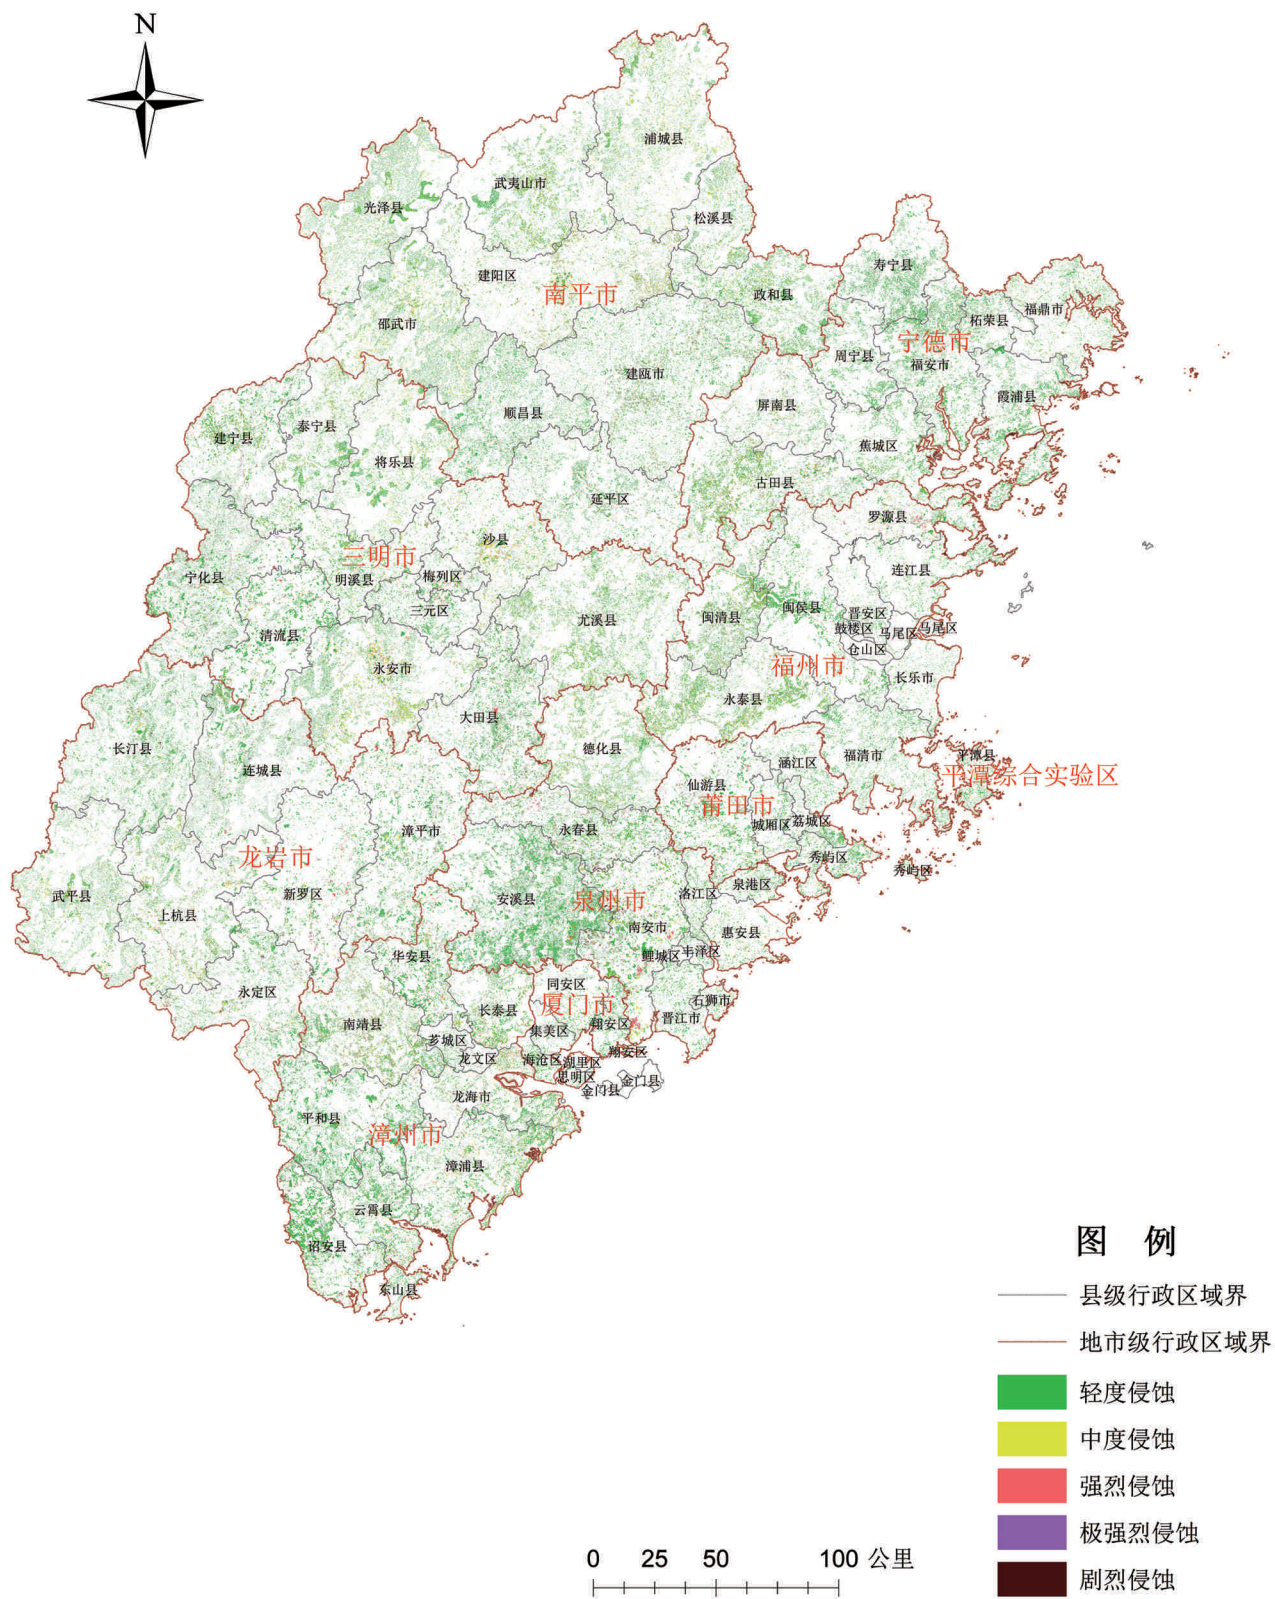 N
浦城县
武夷山市
光泽县
松溪县
建阳区
寿宁县
南平市
政和县
福鼎市
柘荣县
邵武市
宁德市
周宁县
福安市
建瓯市
霞浦县
屏南县
顺昌县
泰宁县
建宁县
蕉城区
将乐县
古田县
延平区
罗源县
沙县
三明市
连江县
宁化县
明溪县
梅列区
三元区
闽侯县
晋安区
闽清县
尤溪县
鼓楼区
马尾区
马尾区
清流县
仓山区
福州市
永安市
长乐市
永泰县
大田县
长汀县
德化县
福清市
平潭县
涵江区
连城县
平潭综合实验区
仙游县
莆田市
城厢区
荔城区
漳平市
永春县
龙岩市
秀屿区
秀屿区
泉港区
武平县
新罗区
安溪县
泉州市
洛江区
上杭县
南安市
惠安县
华安县
鲤城区
丰泽区
同安区
永定区
石狮市
厦门市
长泰县
晋江市
南靖县
翔安区
集美区
芗城区
翔安区
龙文区
海沧区
湖里区
思明区
金门县
金门县
龙海市
平和县
漳州市
漳浦县
云霄县
诏安县
东山县
图 例
县级行政区域界
地市级行政区域界
轻度侵蚀
中度侵蚀
强烈侵蚀
极强烈侵蚀
剧烈侵蚀
0 25 50 100 公里